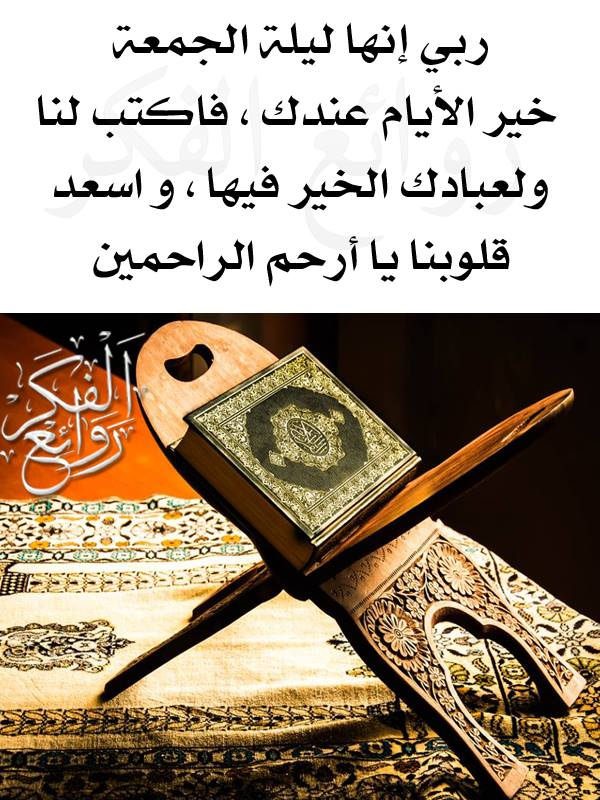 ربي إنها ليلة الجمعة
خير الأيام عندك ، فاكتب لنا
ولعبادك الخير فيها ، و اسعد
قلوبنا يا أرحم الراحمين
روائع الفكر